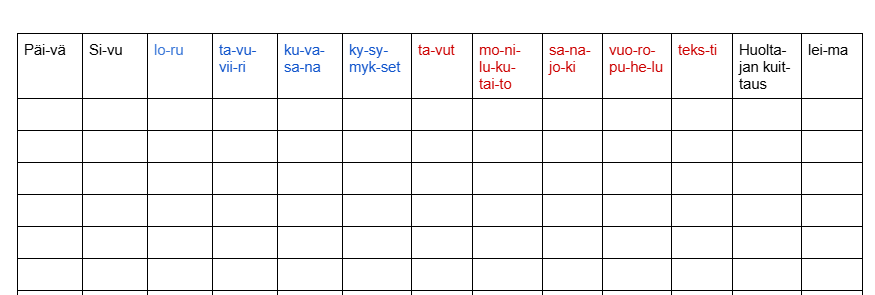 Päi-vä
Si-vu
lo-ru
ta-vu-
vii-ri
ku-va-
sa-na
ky-sy-
myk-set
ta-vut
mo-ni-
lu-ku-
tai-to
sa-na-
jo-ki
vuo-ro-
pu-he-lu
teks-ti
Huolta-
jan kuit-
taus
lei-ma